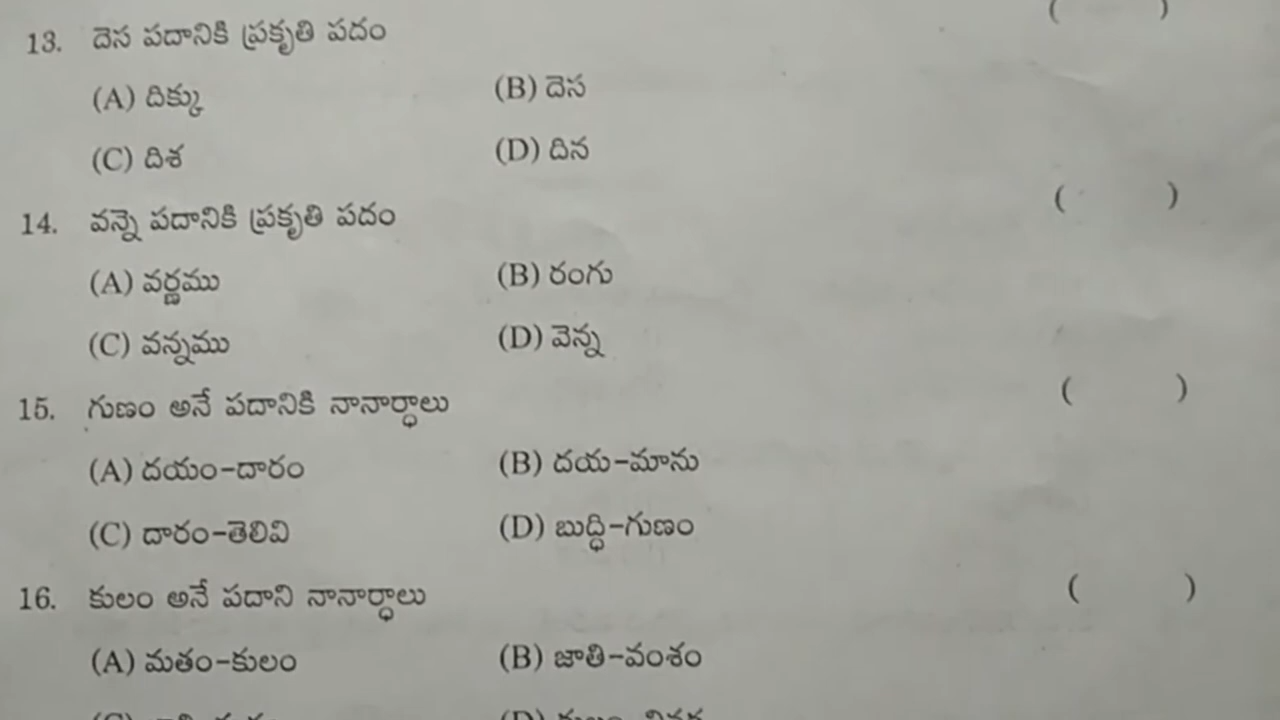 13. దెస పదానికి ప్రకృతి పదం ( )
(A) దిక్కు (B) దెస
(C) దిశ (D) దిన
14. వన్నె పదానికి ప్రకృతి పదం ( )
(A) వర్ణము (B) రంగు
(C) వన్నము (D) వెన్న
15. గుణం అనే పదానికి నానార్ధాలు ( )
(A) దయం-దారం (B) దయ-మాను
(C) దారం-తెలివి (D) బుద్ధి-గుణం
16. కులం అనే పదాని నానార్ధాలు ( )
(A) మతం-కులం (B) జాతి-వంశం
(C) (D)